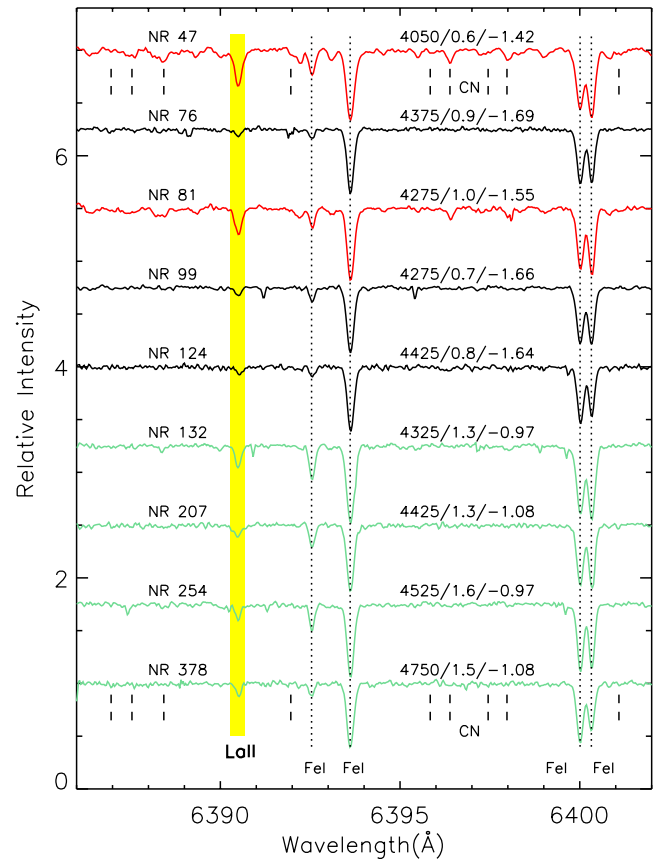 NR 47 4050/0.6/−1.42
CN
NR 76 4375/0.9/−1.69
6
NR 81 4275/1.0/−1.55
NR 99 4275/0.7/−1.66
NR 124 4425/0.8/−1.64
4
NR 132 4325/1.3/−0.97
NR 207 4425/1.3/−1.08
2
NR 254 4525/1.6/−0.97
NR 378 4750/1.5/−1.08
CN
LaII
FeI FeI FeI FeI
0
6390 6395 6400
Wavelength(Å)
Relative Intensity